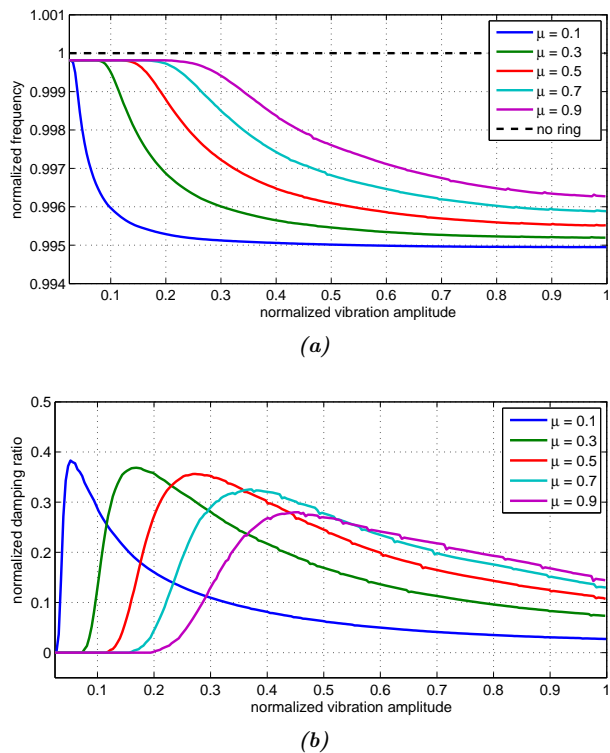 1.001
1
0.999
0.998
0.997
0.996
0.995
0.994
normalized frequency
μ = 0.1
μ = 0.3
μ = 0.5
μ = 0.7
μ = 0.9
no ring
0.1 0.2 0.3 0.4 0.5 0.6 0.7 0.8 0.9 1
normalized vibration amplitude
(a)
0.5
0.4
0.3
0.2
0.1
0
normalized damping ratio
μ = 0.1
μ = 0.3
μ = 0.5
μ = 0.7
μ = 0.9
0.1 0.2 0.3 0.4 0.5 0.6 0.7 0.8 0.9 1
normalized vibration amplitude
(b)